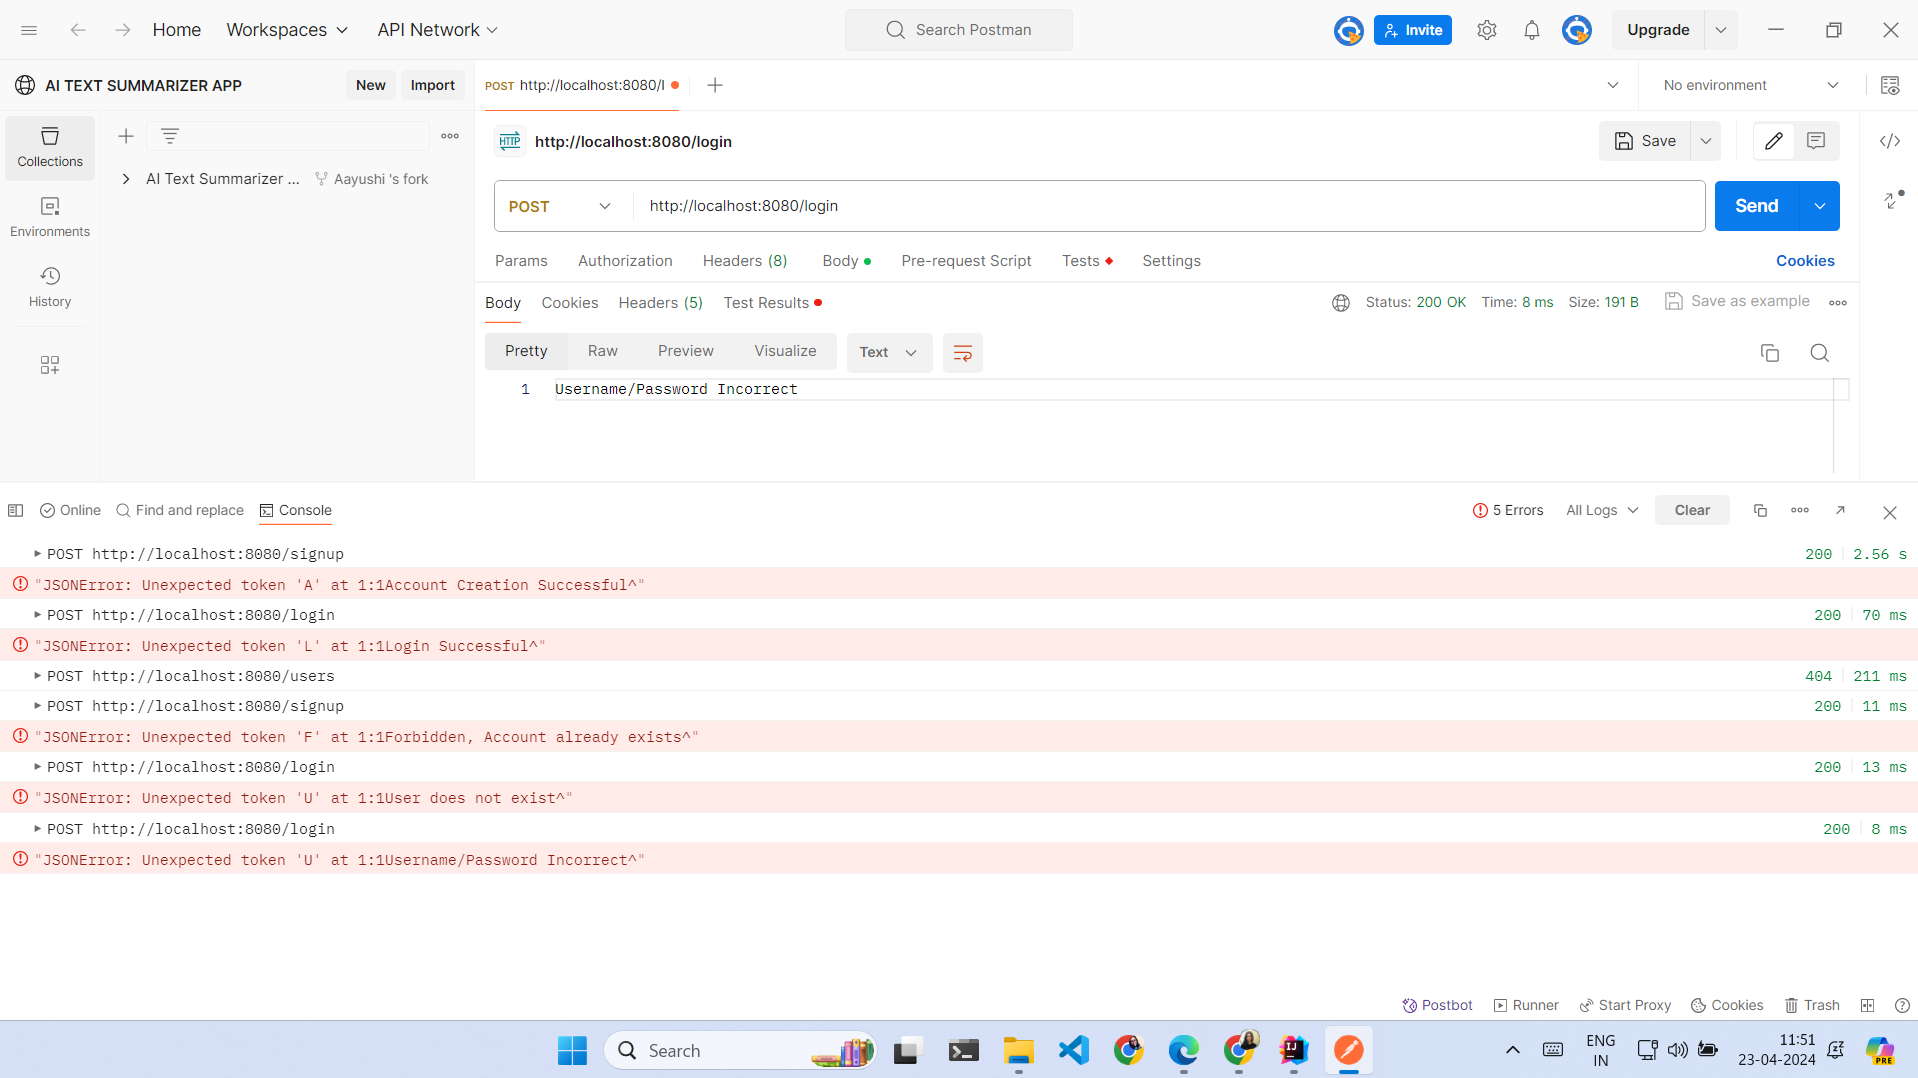 Home Workspaces API Network Search Postman Invite Upgrade
AI TEXT SUMMARIZER APP New Import POST http://localhost:8080/l No environment
HTTP http://localhost:8080/login Save
Collections
AI Text Summarizer ... Aayushi 's fork
POST http://localhost:8080/login Send
Environments
Params Authorization Headers (8) Body Pre-request Script Tests Settings Cookies
History
Body Cookies Headers (5) Test Results Status: 200 OK Time: 8 ms Size: 191 B Save as example
Pretty Raw Preview Visualize Text
1 Username/Password Incorrect
Online Find and replace Console 5 Errors All Logs Clear
POST http://localhost:8080/signup 200 2.56 s
"JSONError: Unexpected token 'A' at 1:1Account Creation Successful^"
POST http://localhost:8080/login 200 70 ms
"JSONError: Unexpected token 'L' at 1:1Login Successful^"
POST http://localhost:8080/users 404 211 ms
POST http://localhost:8080/signup 200 11 ms
"JSONError: Unexpected token 'F' at 1:1Forbidden, Account already exists^"
POST http://localhost:8080/login 200 13 ms
"JSONError: Unexpected token 'U' at 1:1User does not exist^"
POST http://localhost:8080/login 200 8 ms
"JSONError: Unexpected token 'U' at 1:1Username/Password Incorrect^"
Postbot Runner Start Proxy Cookies Trash
Search IJ ENG 11:51
IN 23-04-2024 PRE